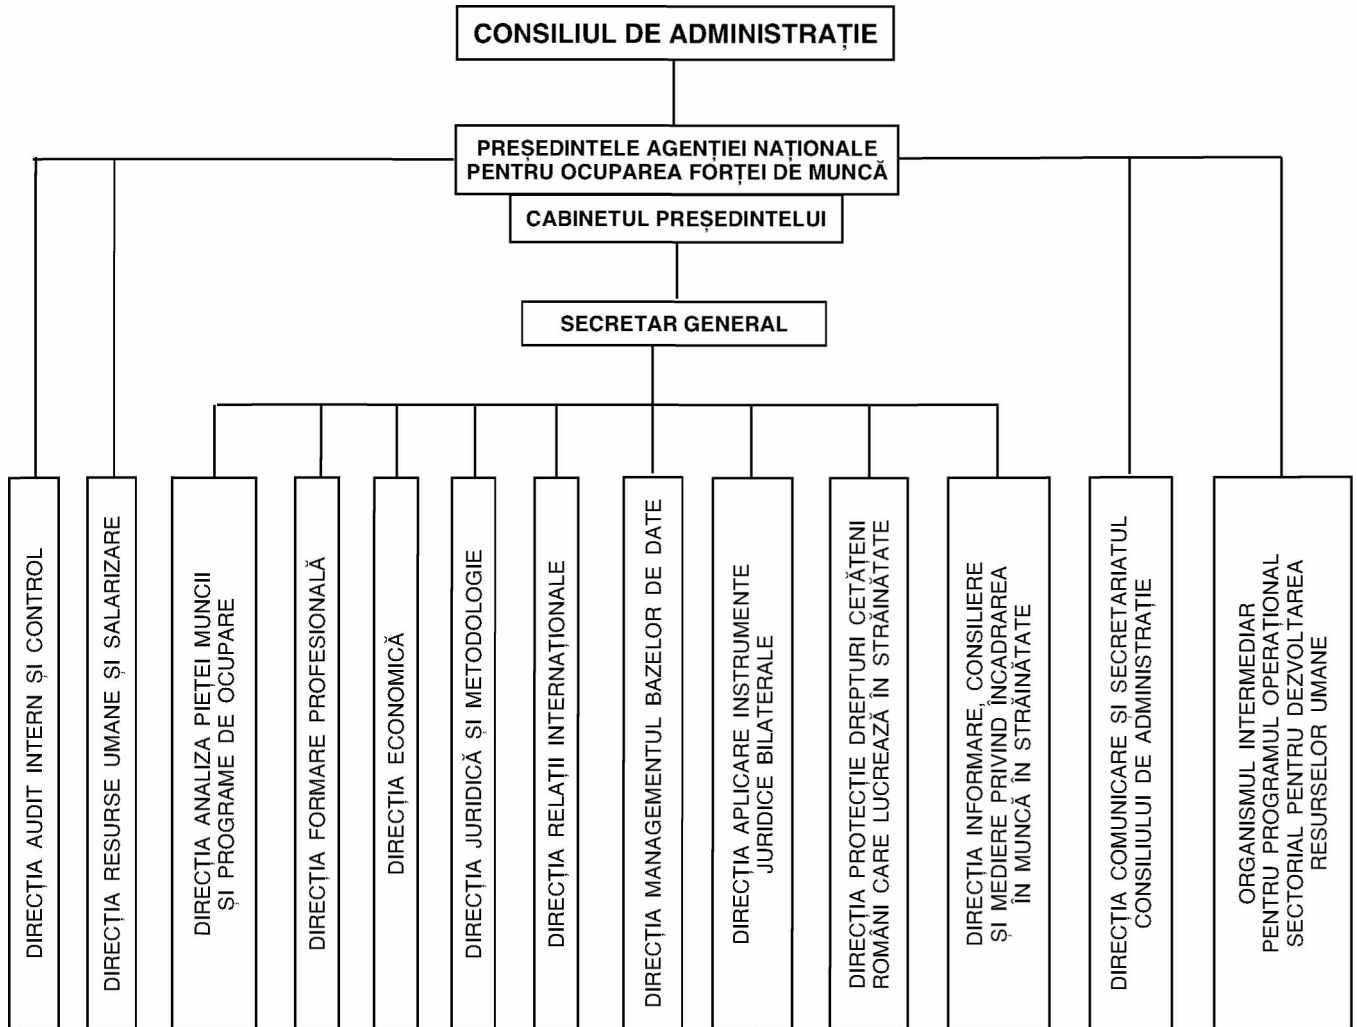 CONSILIUL DE ADMINISTRAȚIE
PREȘEDINTELE AGENȚIEI NAȚIONALE
PENTRU OCUPAREA FORȚEI DE MUNCĂ
CABINETUL PREȘEDINTELUI
SECRETAR GENERAL
DIRECȚIA AUDIT INTERN ȘI CONTROL
DIRECȚIA RESURSE UMANE ȘI SALARIZARE
DIRECȚIA ANALIZA PIEȚEI MUNCII
ȘI PROGRAME DE OCUPARE
DIRECȚIA FORMARE PROFESIONALĂ
DIRECȚIA ECONOMICĂ
DIRECȚIA JURIDICĂ ȘI METODOLOGIE
DIRECȚIA RELAȚII INTERNAȚIONALE
DIRECȚIA MANAGEMENTUL BAZELOR DE DATE
DIRECȚIA APLICARE INSTRUMENTE
JURIDICE BILATERALE
DIRECȚIA PROTECȚIE DREPTURI CETĂȚENI
ROMÂNI CARE LUCREAZĂ ÎN STRĂINĂTATE
DIRECȚIA INFORMARE, CONSILIERE
ȘI MEDIERE PRIVIND ÎNCADRAREA
ÎN MUNCĂ ÎN STRĂINĂTATE
DIRECȚIA COMUNICARE ȘI SECRETARIATUL
CONSILIULUI DE ADMINISTRAȚIE
ORGANISMUL INTERMEDIAR
PENTRU PROGRAMUL OPERAȚIONAL
SECTORIAL PENTRU DEZVOLTAREA
RESURSELOR UMANE